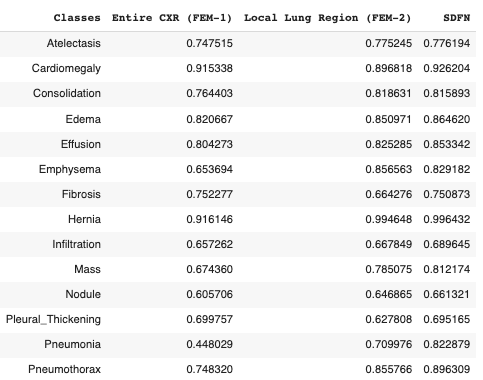 Classes Entire CXR (FEM-1) Local Lung Region (FEM-2) SDFN
Atelectasis 0.747515 0.775245 0.776194
Cardiomegaly 0.915338 0.896818 0.926204
Consolidation 0.764403 0.818631 0.815893
Edema 0.820667 0.850971 0.864620
Effusion 0.804273 0.825285 0.853342
Emphysema 0.653694 0.856563 0.829182
Fibrosis 0.752277 0.664276 0.750873
Hernia 0.916146 0.994648 0.996432
Infiltration 0.657262 0.667849 0.689645
Mass 0.674360 0.785075 0.812174
Nodule 0.605706 0.646865 0.661321
Pleural_Thickening 0.699757 0.627808 0.695165
Pneumonia 0.448029 0.709976 0.822879
Pneumothorax 0.748320 0.855766 0.896309